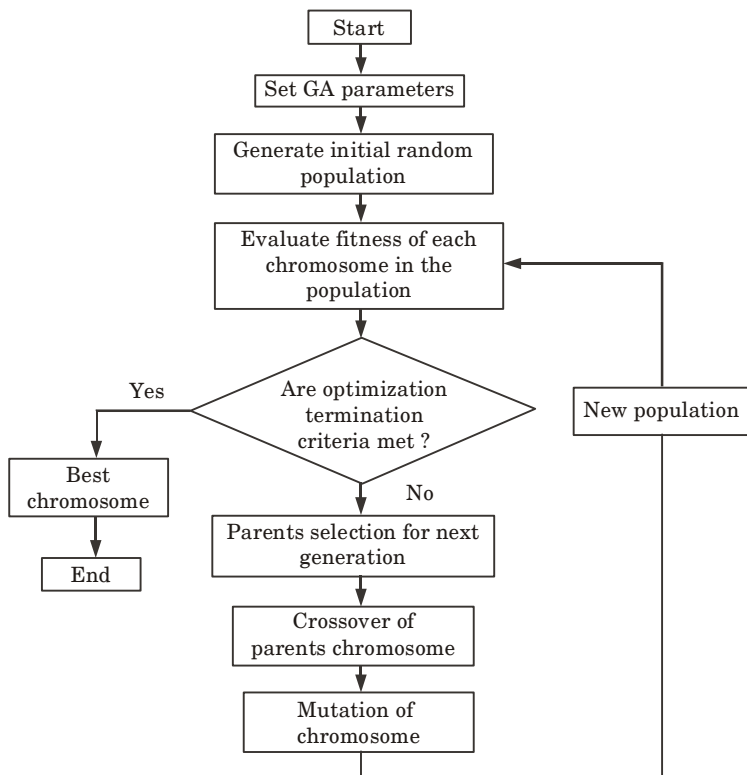 Start
Set GA parameters
Generate initial random
population
Evaluate fitness of each
chromosome in the
population
Yes
Are optimization
termination
criteria met ?
New population
Best
chromosome
No
Parents selection for next
generation
End
Crossover of
parents chromosome
Mutation of
chromosome